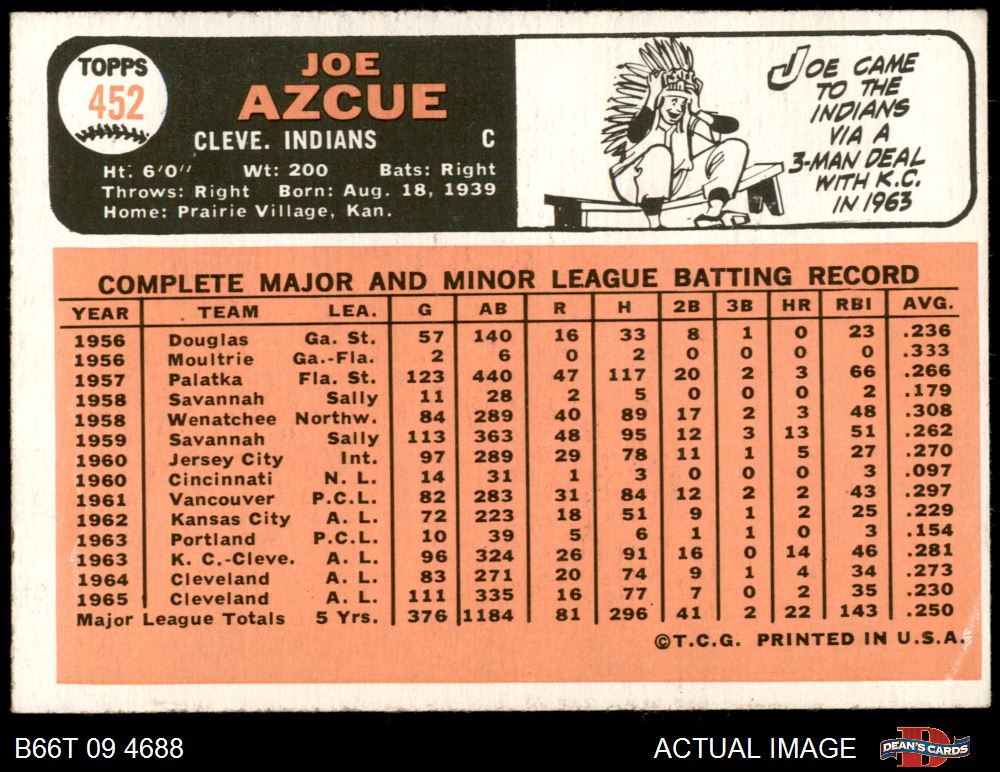 TOPPS
452
JOE
AZCUE
CLEVE. INDIANS C
Ht: 6'0" Wt: 200 Bats: Right
Throws: Right Born: Aug. 18, 1939
Home: Prairie Village, Kan.
JOE CAME
TO THE
INDIANS
VIA A
3-MAN DEAL
WITH K.C.
IN 1963
COMPLETE MAJOR AND MINOR LEAGUE BATTING RECORD
YEAR TEAM LEA. G AB R H 2B 3B HR RBI AVG.
1956 Douglas Ga. St. 57 140 16 33 8 1 0 23 .236
1956 Moultrie Ga.-Fla. 2 6 0 2 0 0 0 0 .333
1957 Palatka Fla. St. 123 440 47 117 20 2 3 66 .266
1958 Savannah Sally 11 28 2 5 0 0 0 2 .179
1958 Wenatchee Northw. 84 289 40 89 17 2 3 48 .308
1959 Savannah Sally 113 363 48 95 12 3 13 51 .262
1960 Jersey City Int. 97 289 29 78 11 1 5 27 .270
1960 Cincinnati N. L. 14 31 1 3 0 0 0 3 .097
1961 Vancouver P.C.L. 82 283 31 84 12 2 2 43 .297
1962 Kansas City A. L. 72 223 18 51 9 1 2 25 .229
1963 Portland P.C.L. 10 39 5 6 1 1 0 3 .154
1963 K. C.-Cleve. A. L. 96 324 26 91 16 0 14 46 .281
1964 Cleveland A. L. 83 271 20 74 9 1 4 34 .273
1965 Cleveland A. L. 111 335 16 77 7 0 2 35 .230
Major League Totals 5 Yrs. 376 1184 81 296 41 2 22 143 .250
©T.C.G. PRINTED IN U.S.A.
B66T 09 4688 ACTUAL IMAGE DEAN'S CARDS